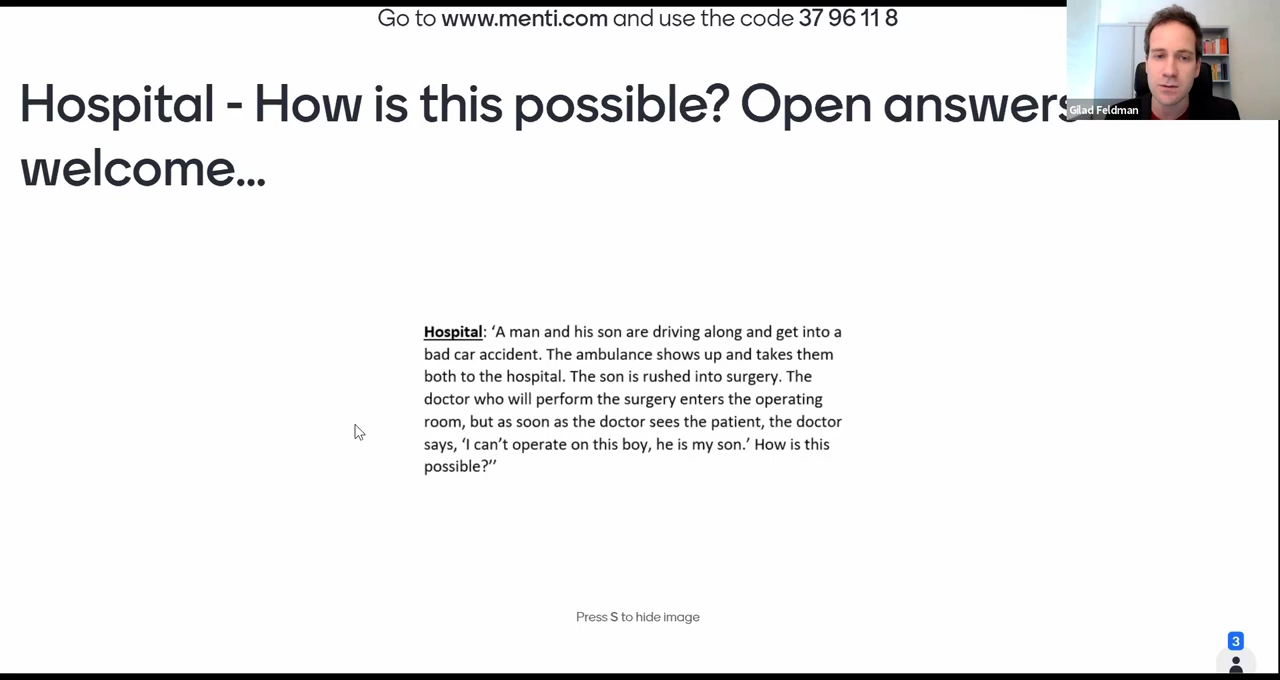 Go to www.menti.com and use the code 37 96 11 8
Hospital - How is this possible? Open answers
welcome...
Gilad Feldman
Hospital: ‘A man and his son are driving along and get into a
bad car accident. The ambulance shows up and takes them
both to the hospital. The son is rushed into surgery. The
doctor who will perform the surgery enters the operating
room, but as soon as the doctor sees the patient, the doctor
says, ‘I can’t operate on this boy, he is my son.’ How is this
possible?’’
Press S to hide image
3